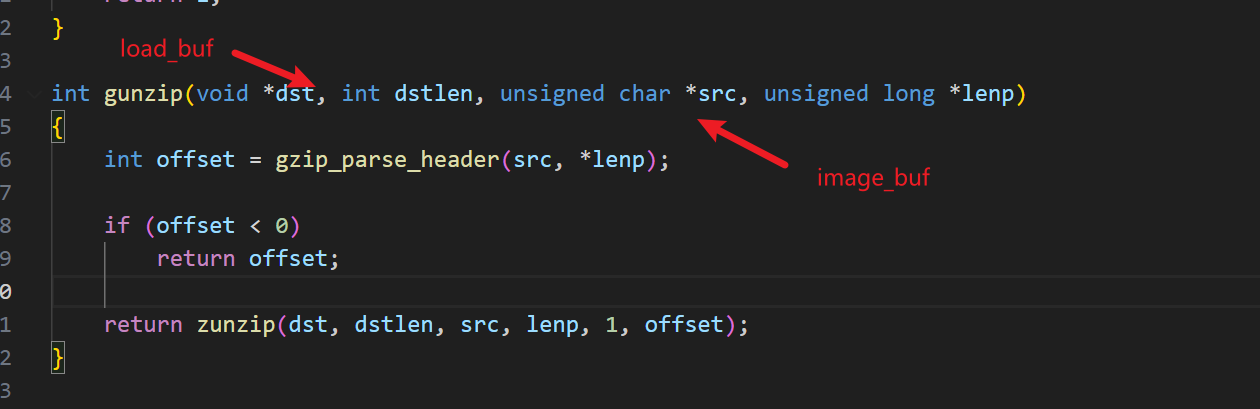 2 }
3 load_buf
4 int gunzip(void *dst, int dstlen, unsigned char *src, unsigned long *lenp)
5 {
6 int offset = gzip_parse_header(src, *lenp);
7 image_buf
8 if (offset < 0)
9 return offset;
0
1 return zunzip(dst, dstlen, src, lenp, 1, offset);
2 }
3